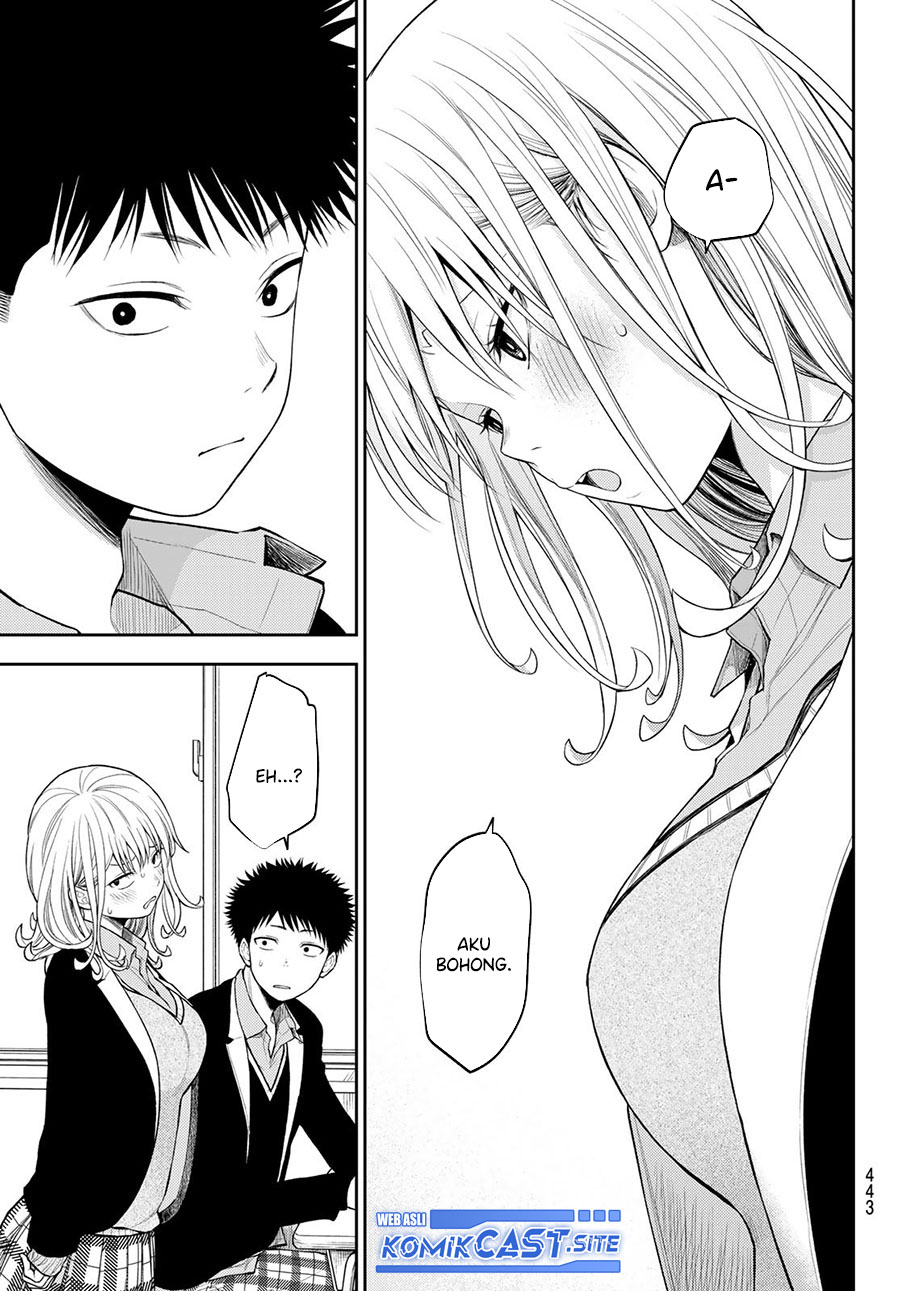 A-
AKU
BOHONG.
EH...?
WEB ASLI
KOMIKCAST.SITE
443